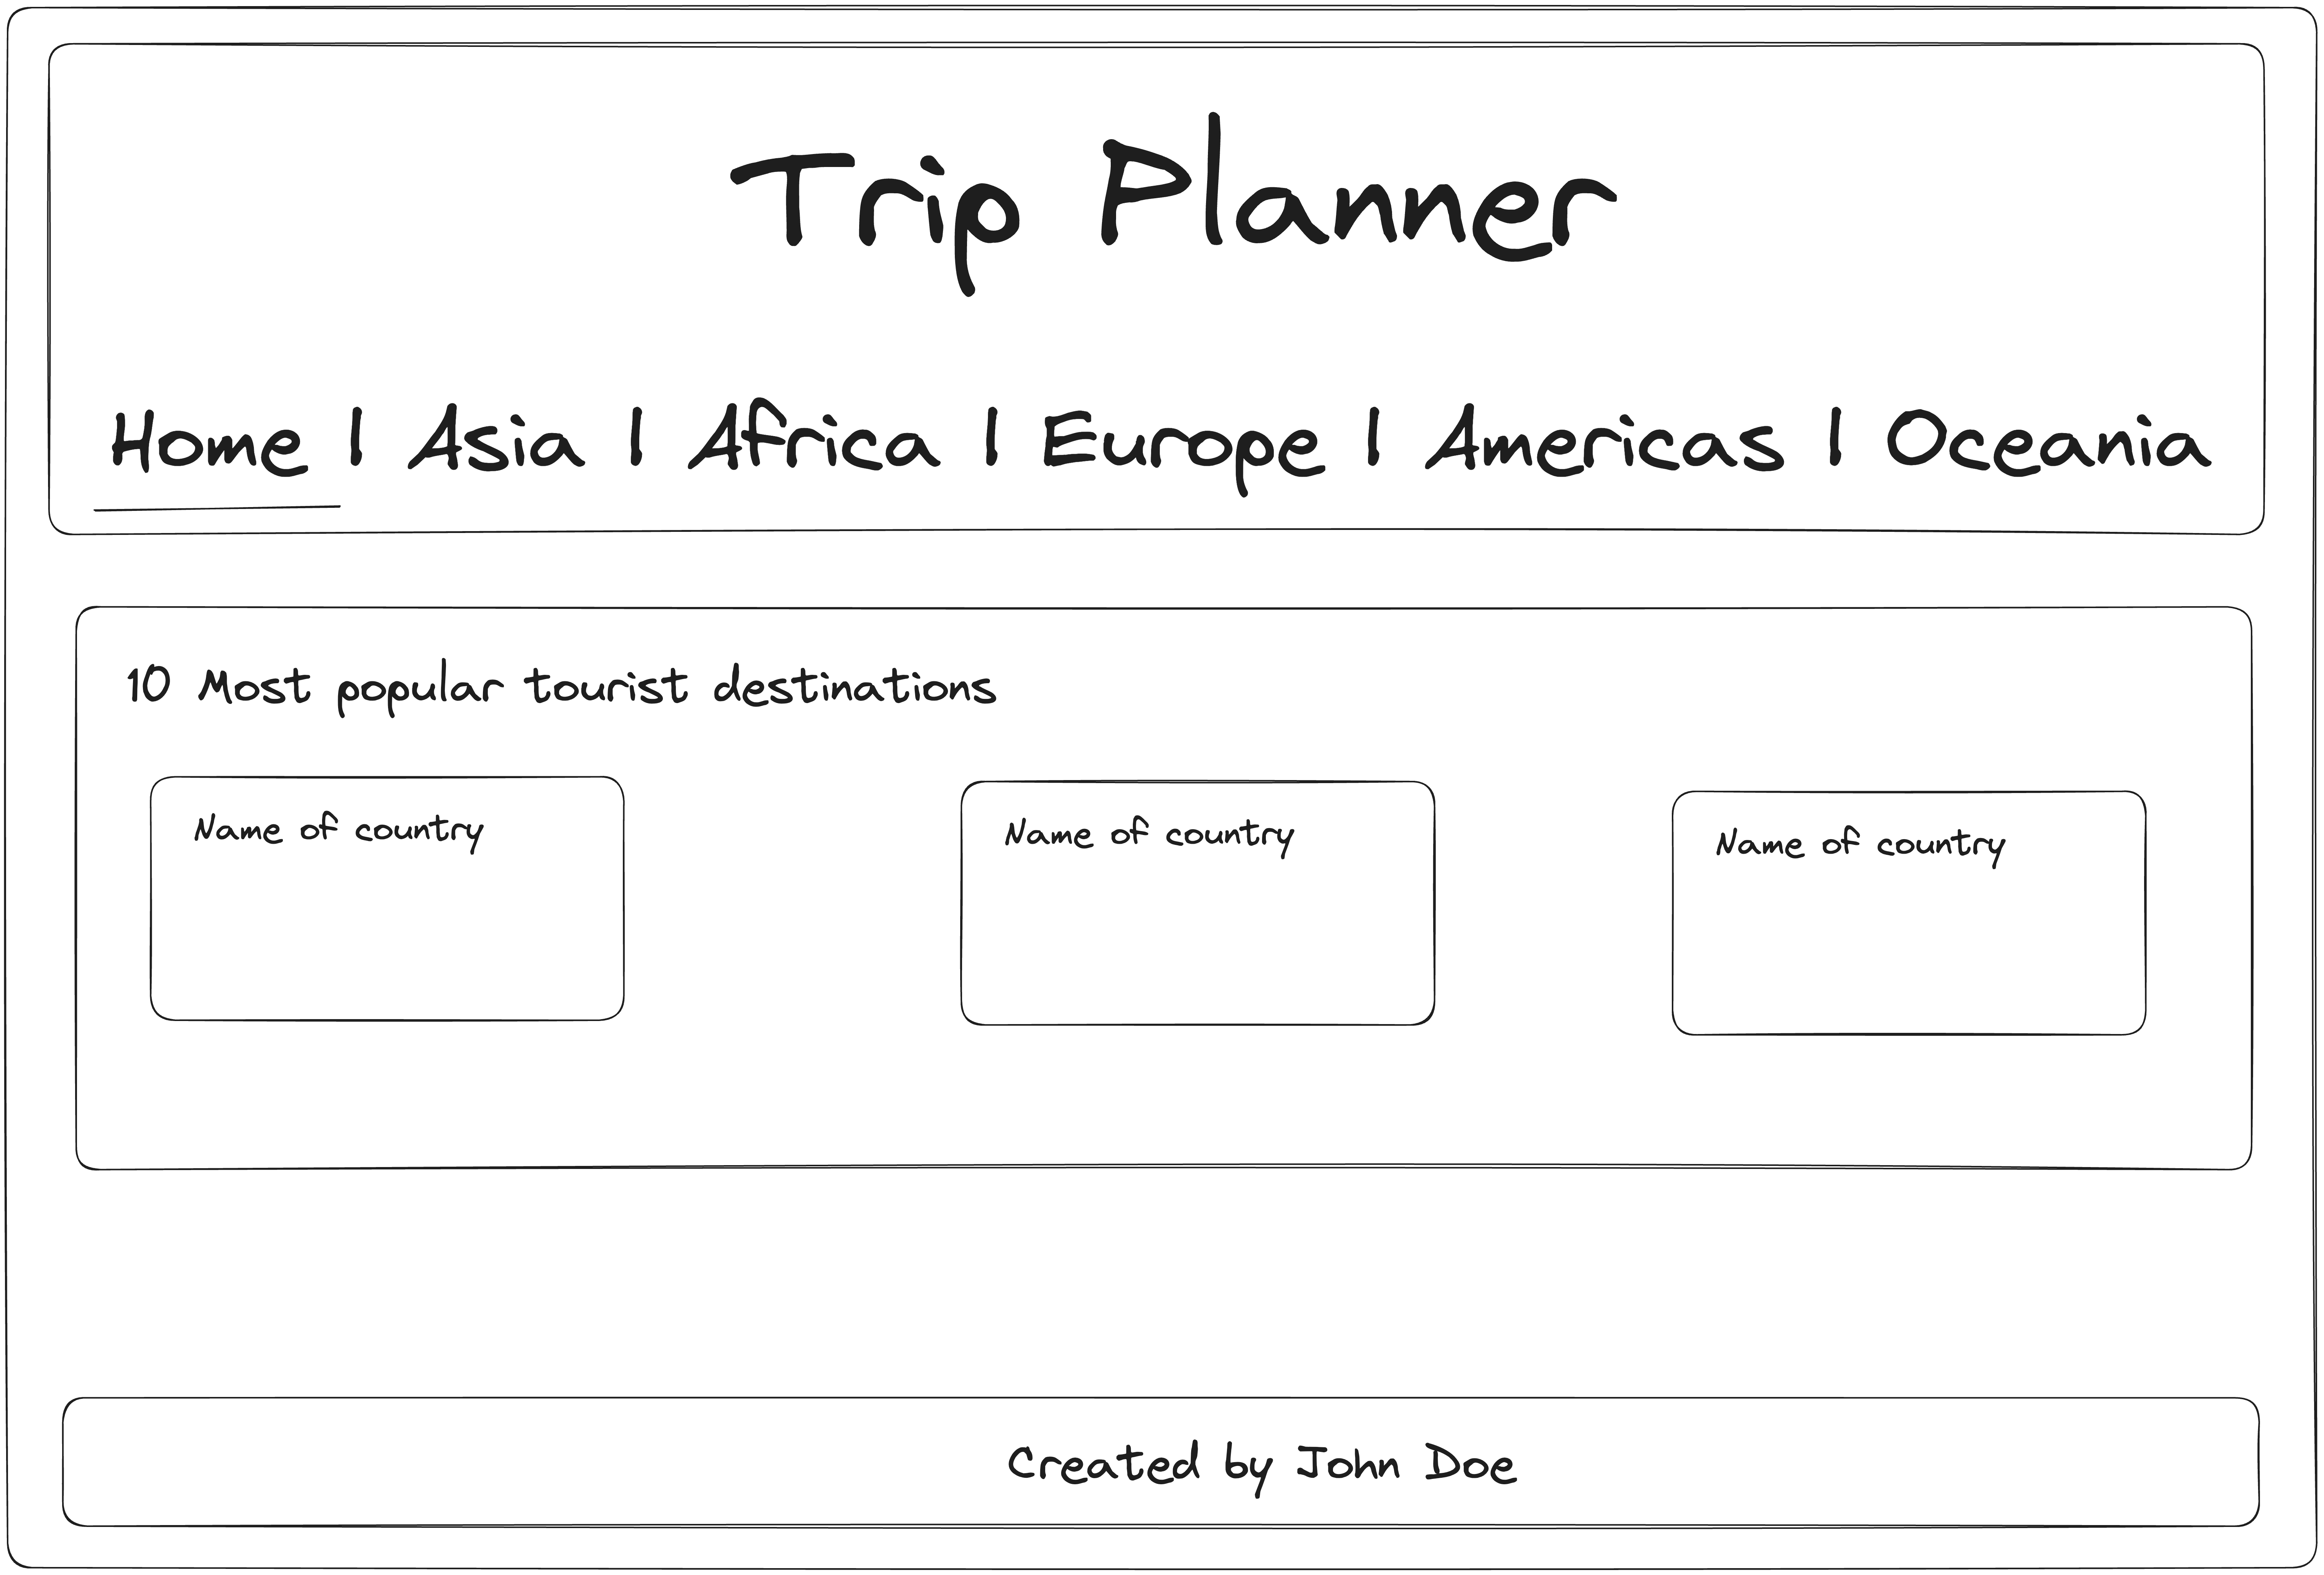 Trip Planner
Home | Asia | Africa | Europe | Americas | Oceania
10 Most popular tourist destinations
Name of country
Name of country
Name of country
Created by John Doe